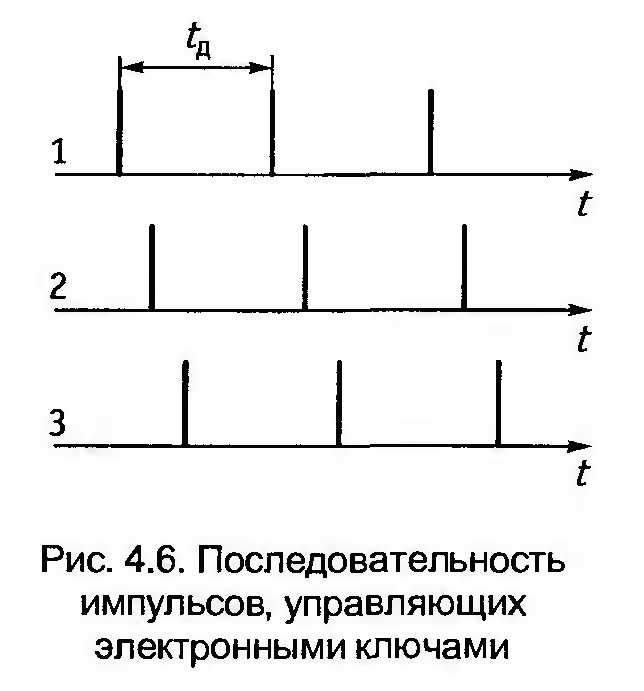 tд
1
t
2
t
3
t
Рис. 4.6. Последовательность
импульсов, управляющих
электронными ключами